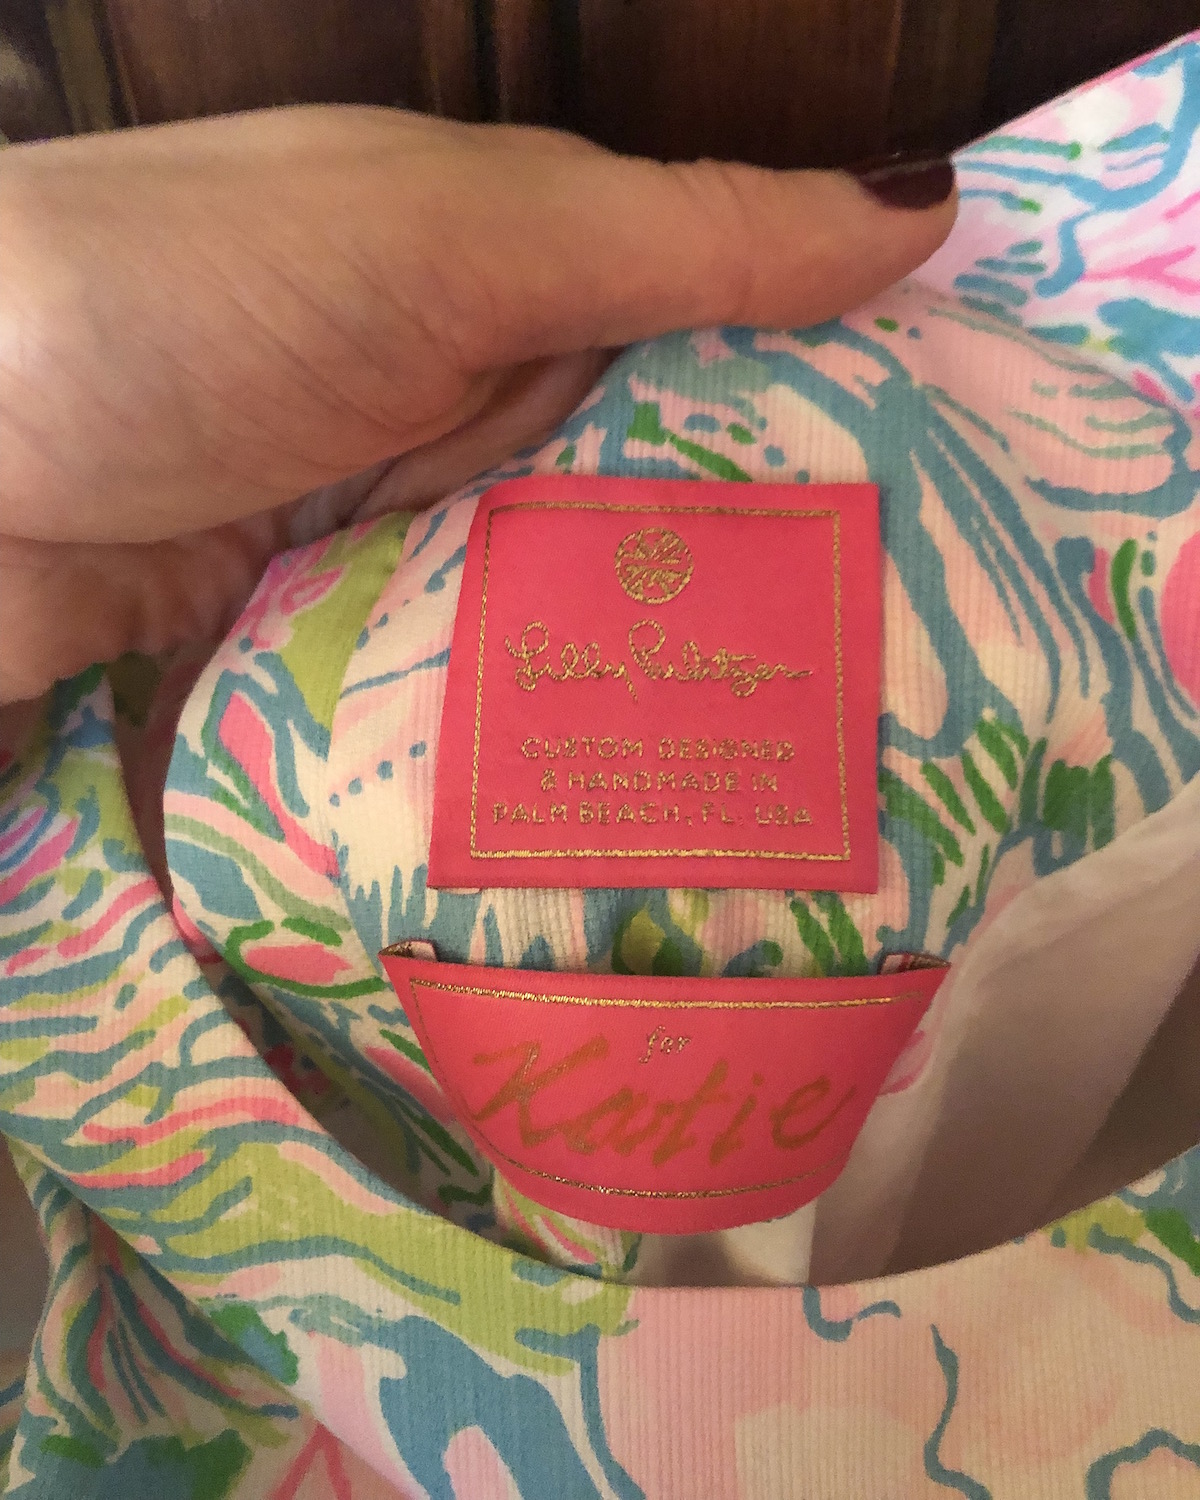 Lilly Pulitzer
CUSTOM DESIGNED
& HANDMADE IN
PALM BEACH, FL. USA
for
Katie